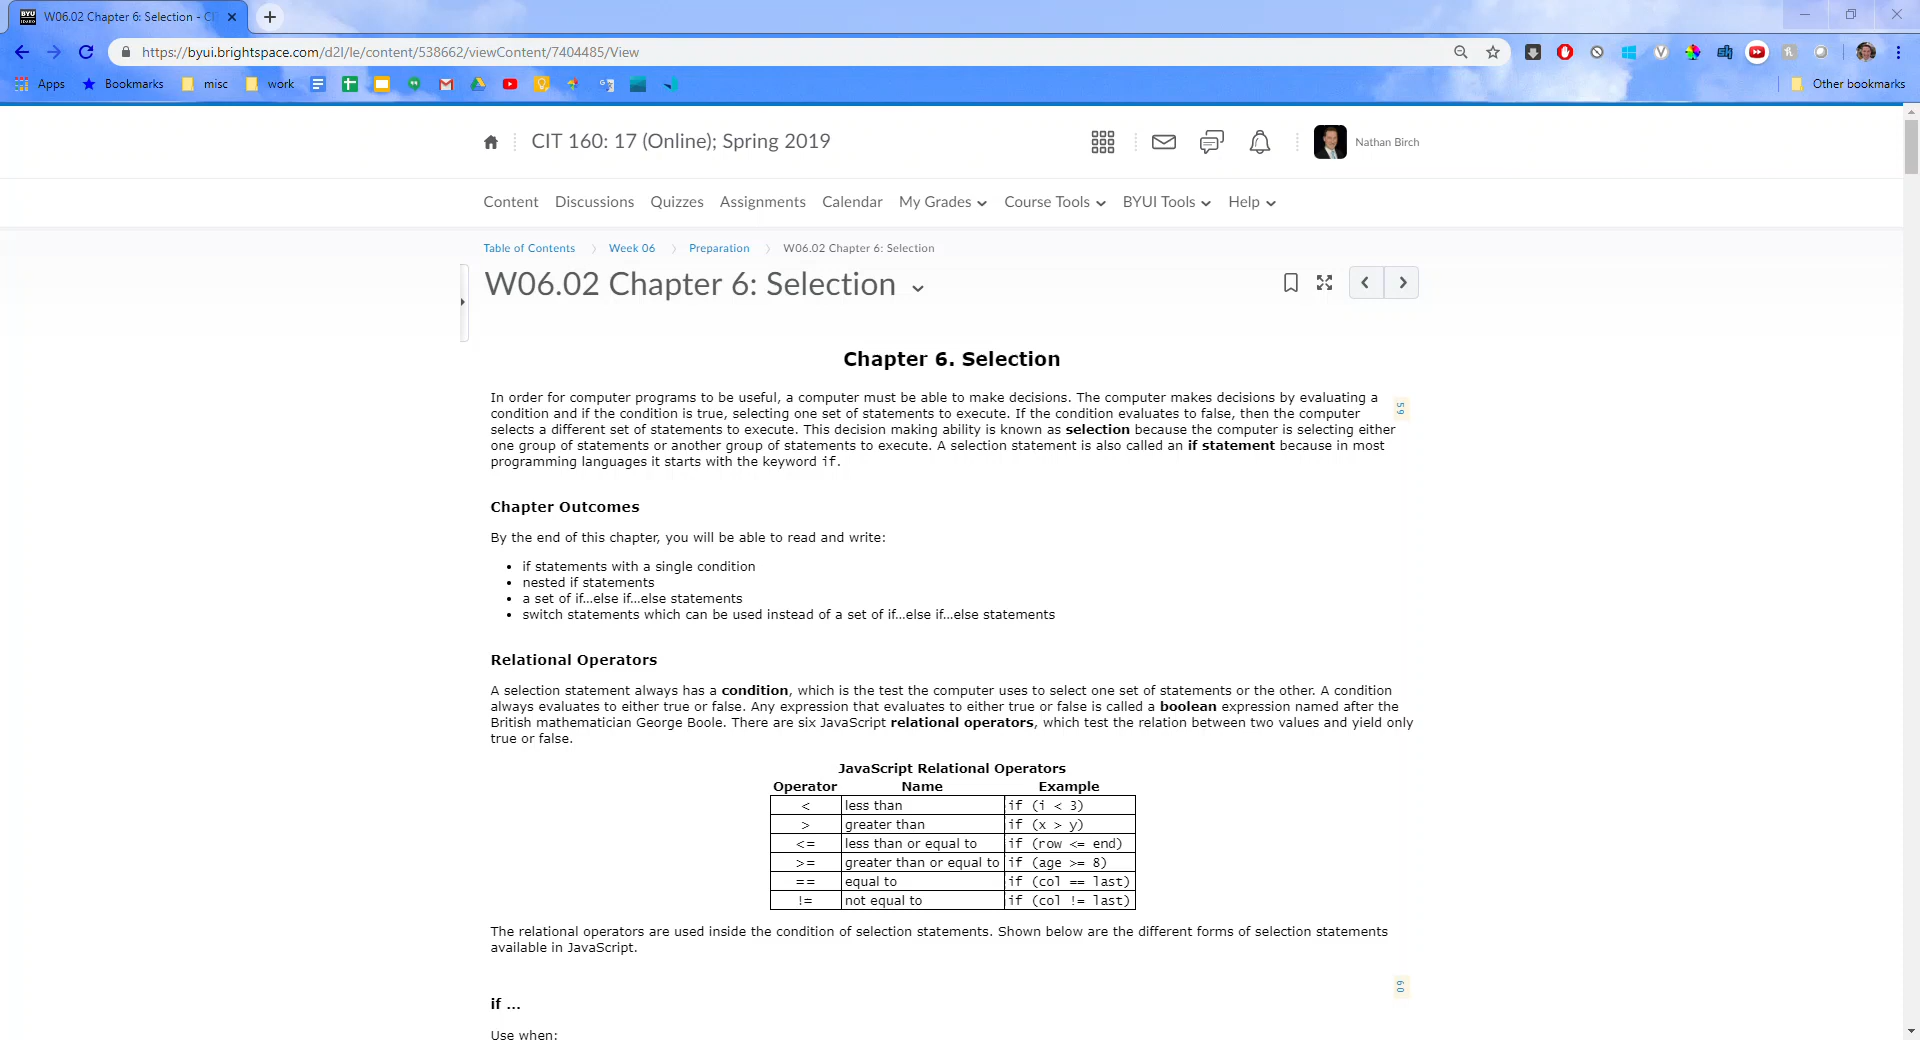 W06.02 Chapter 6: Selection - CI
https://byui.brightspace.com/d2l/le/content/538662/viewContent/7404485/View
Apps Bookmarks misc work Other bookmarks
CIT 160: 17 (Online); Spring 2019 Nathan Birch
Content Discussions Quizzes Assignments Calendar My Grades Course Tools BYUI Tools Help
Table of Contents Week 06 Preparation W06.02 Chapter 6: Selection
W06.02 Chapter 6: Selection
Chapter 6. Selection
In order for computer programs to be useful, a computer must be able to make decisions. The computer makes decisions by evaluating a
condition and if the condition is true, selecting one set of statements to execute. If the condition evaluates to false, then the computer
59
selects a different set of statements to execute. This decision making ability is known as selection because the computer is selecting either
one group of statements or another group of statements to execute. A selection statement is also called an if statement because in most
programming languages it starts with the keyword if.
Chapter Outcomes
By the end of this chapter, you will be able to read and write:
• if statements with a single condition
• nested if statements
• a set of if…else if…else statements
• switch statements which can be used instead of a set of if…else if…else statements
Relational Operators
A selection statement always has a condition, which is the test the computer uses to select one set of statements or the other. A condition
always evaluates to either true or false. Any expression that evaluates to either true or false is called a boolean expression named after the
British mathematician George Boole. There are six JavaScript relational operators, which test the relation between two values and yield only
true or false.
JavaScript Relational Operators
Operator Name Example
< less than if (i < 3)
> greater than if (x > y)
<= less than or equal to if (row <= end)
>= greater than or equal to if (age >= 8)
== equal to if (col == last)
!= not equal to if (col != last)
The relational operators are used inside the condition of selection statements. Shown below are the different forms of selection statements
available in JavaScript.
60
if ...
Use when: